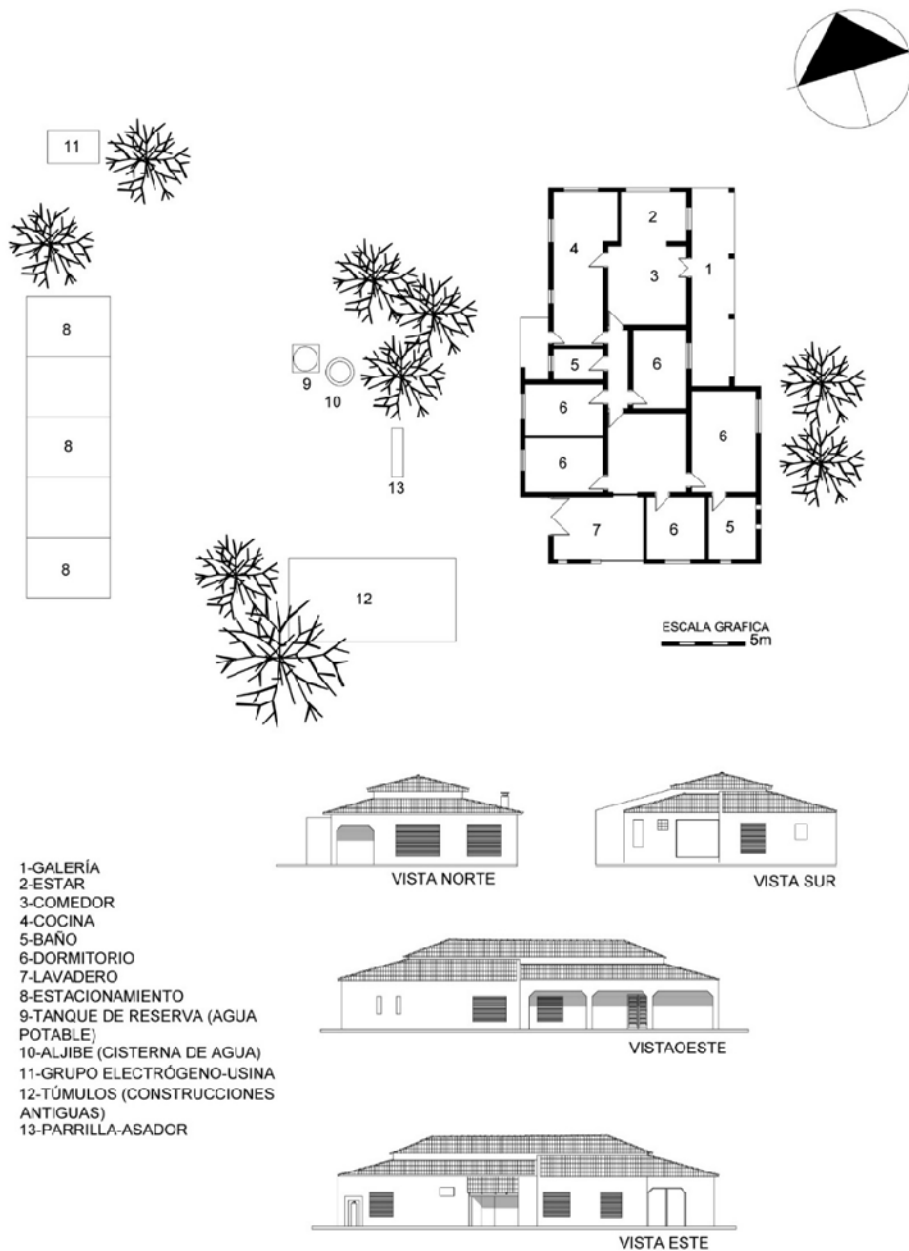 11
2
4
3
1
8
6
5
9
10
6
6
8
6
13
7
6
5
8
12
ESCALA GRAFICA
5m
VISTA NORTE
VISTA SUR
1-GALERÍA
2-ESTAR
3-COMEDOR
4-COCINA
5-BAÑO
6-DORMITORIO
7-LAVADERO
8-ESTACIONAMIENTO
9-TANQUE DE RESERVA (AGUA
POTABLE)
10-ALJIBE (CISTERNA DE AGUA)
11-GRUPO ELECTRÓGENO-USINA
12-TÚMULOS (CONSTRUCCIONES
ANTIGUAS)
13-PARRILLA-ASADOR
VISTAOESTE
VISTA ESTE